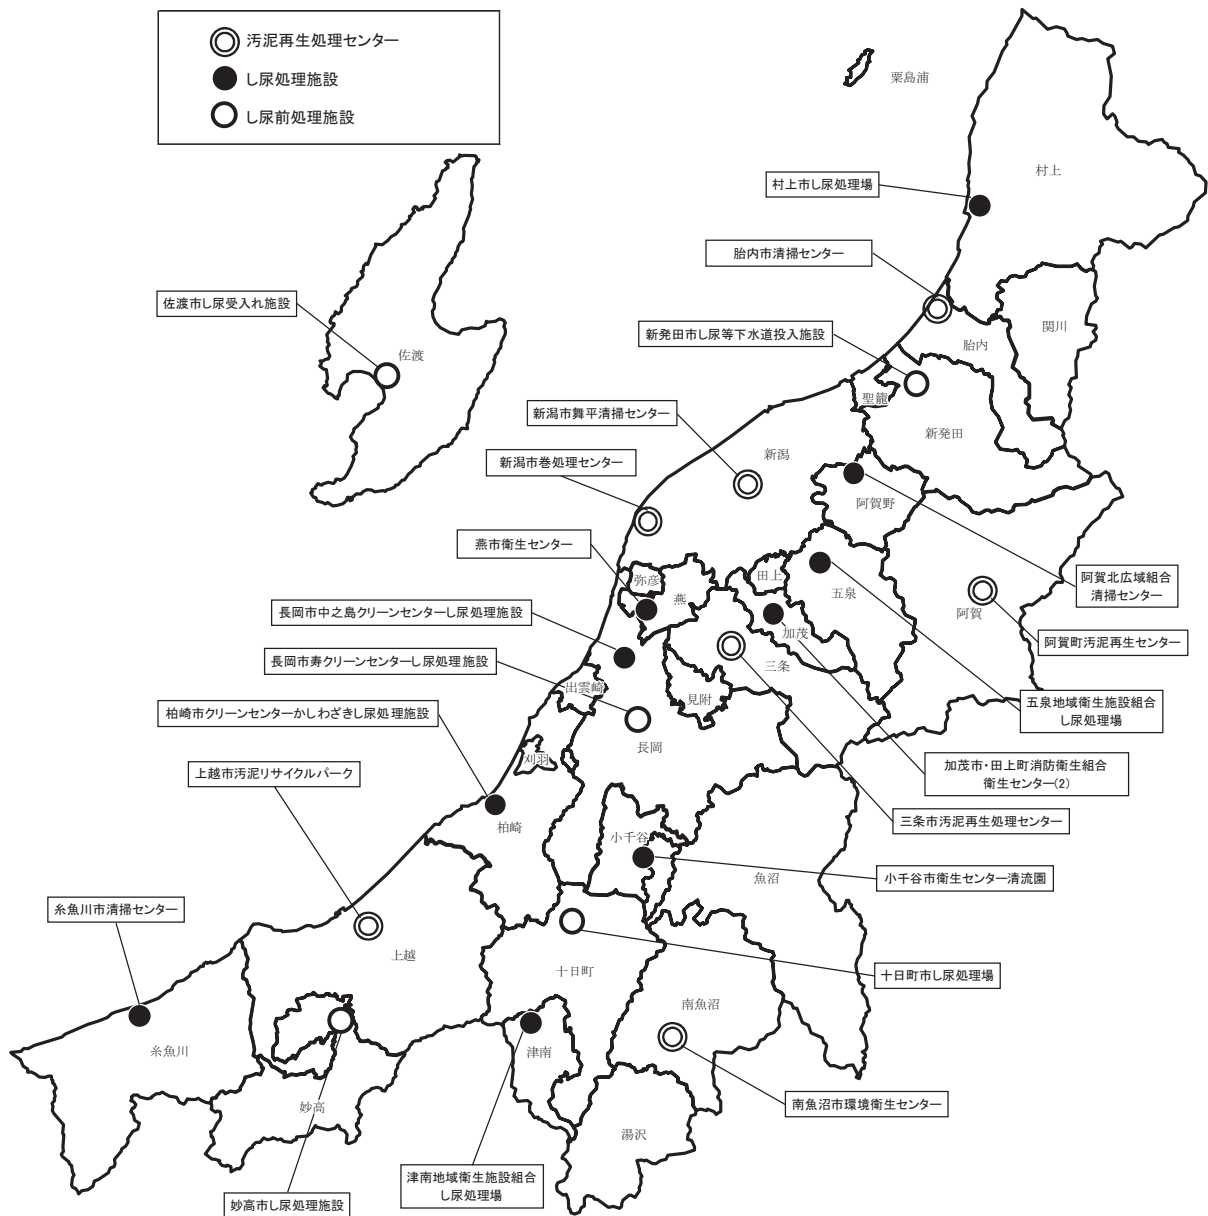 汚泥再生処理センター
し尿処理施設
し尿前処理施設
粟島浦
村上
村上市し尿処理場
胎内市清掃センター
関川
佐渡市し尿受入れ施設
新発田市し尿等下水道投入施設
胎内
佐渡
聖籠
新潟市舞平清掃センター
新発田
新潟
新潟市巻処理センター
阿賀野
燕市衛生センター
弥彦
田上
阿賀北広域組合
清掃センター
燕
五泉
長岡市中之島クリーンセンターし尿処理施設
阿賀
加茂
阿賀町汚泥再生センター
長岡市寿クリーンセンターし尿処理施設
三条
出雲崎
見附
五泉地域衛生施設組合
し尿処理場
柏崎市クリーンセンターかしわざきし尿処理施設
長岡
刈羽
加茂市・田上町消防衛生組合
衛生センター(2)
上越市汚泥リサイクルパーク
三条市汚泥再生処理センター
柏崎
小千谷
魚沼
小千谷市衛生センター清流園
糸魚川市清掃センター
上越
十日町
十日町市し尿処理場
南魚沼
糸魚川
津南
妙高
南魚沼市環境衛生センター
湯沢
津南地域衛生施設組合
し尿処理場
妙高市し尿処理施設